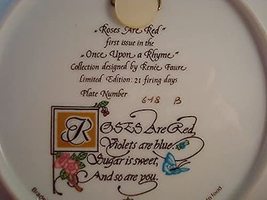 „Roses Are Red"
first issue in the
„Once Upon a Rhyme"
Collection designed by Renée Faure
Limited Edition: 21 firing days
Plate Number
648 B
ROSES Are Red,
Violets are blue.
Sugar is sweet,
And so are you.